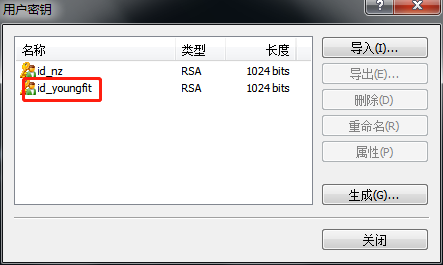 用户密钥
名称 类型 长度
id_nz RSA 1024 bits
id_youngfit RSA 1024 bits
导入(I)...
导出(E)...
删除(D)
重命名(R)
属性(P)
生成(G)...
关闭